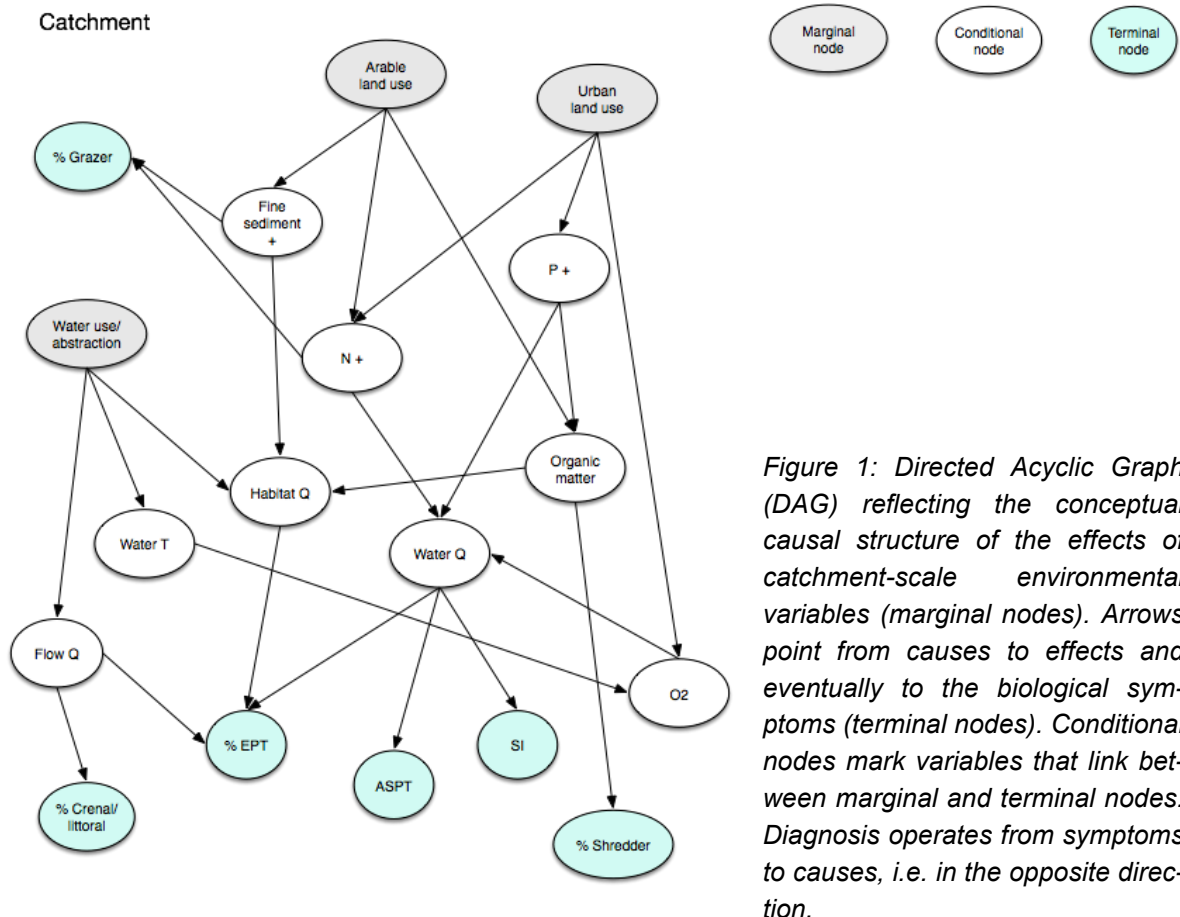 Catchment
Marginal
node
Conditional
node
Terminal
node
Arable
land use
Urban
land use
% Grazer
Fine
sediment
+
P +
Water use/
abstraction
N +
Organic
matter
Habitat Q
Water T
Water Q
Flow Q
O2
% EPT
SI
ASPT
% Crenal/
littoral
% Shredder
Figure 1: Directed Acyclic Graph
(DAG) reflecting the conceptual
causal structure of the effects of
catchment-scale environmental
variables (marginal nodes). Arrows
point from causes to effects and
eventually to the biological sym-
ptoms (terminal nodes). Conditional
nodes mark variables that link bet-
ween marginal and terminal nodes.
Diagnosis operates from symptoms
to causes, i.e. in the opposite direc-
tion.